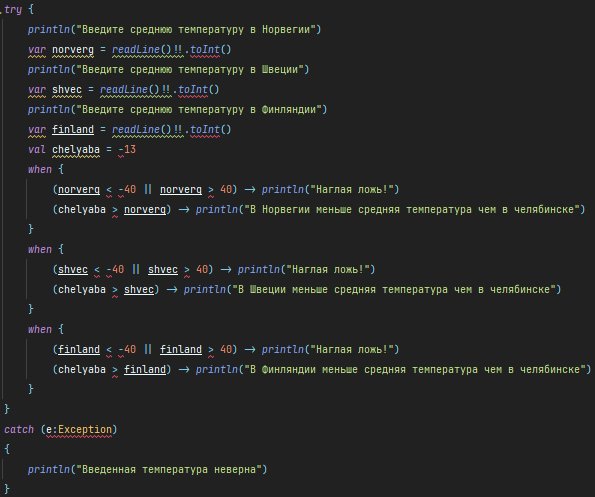 try {
println("Введите среднюю температуру в Норвегии")
var norverg = readLine()!!.toInt()
println("Введите среднюю температуру в Швеции")
var shvec = readLine()!!.toInt()
println("Введите среднюю температуру в Финляндии")
var finland = readLine()!!.toInt()
val chelyaba = -13
when {
(norverg < -40 || norverg > 40) -> println("Наглая ложь!")
(chelyaba > norverg) -> println("В Норвегии меньше средняя температура чем в челябинске")
}
when {
(shvec < -40 || shvec > 40) -> println("Наглая ложь!")
(chelyaba > shvec) -> println("В Швеции меньше средняя температура чем в челябинске")
}
when {
(finland < -40 || finland > 40) -> println("Наглая ложь!")
(chelyaba > finland) -> println("В Финляндии меньше средняя температура чем в челябинске")
}
}
catch (e:Exception)
{
println("Введенная температура неверна")
}